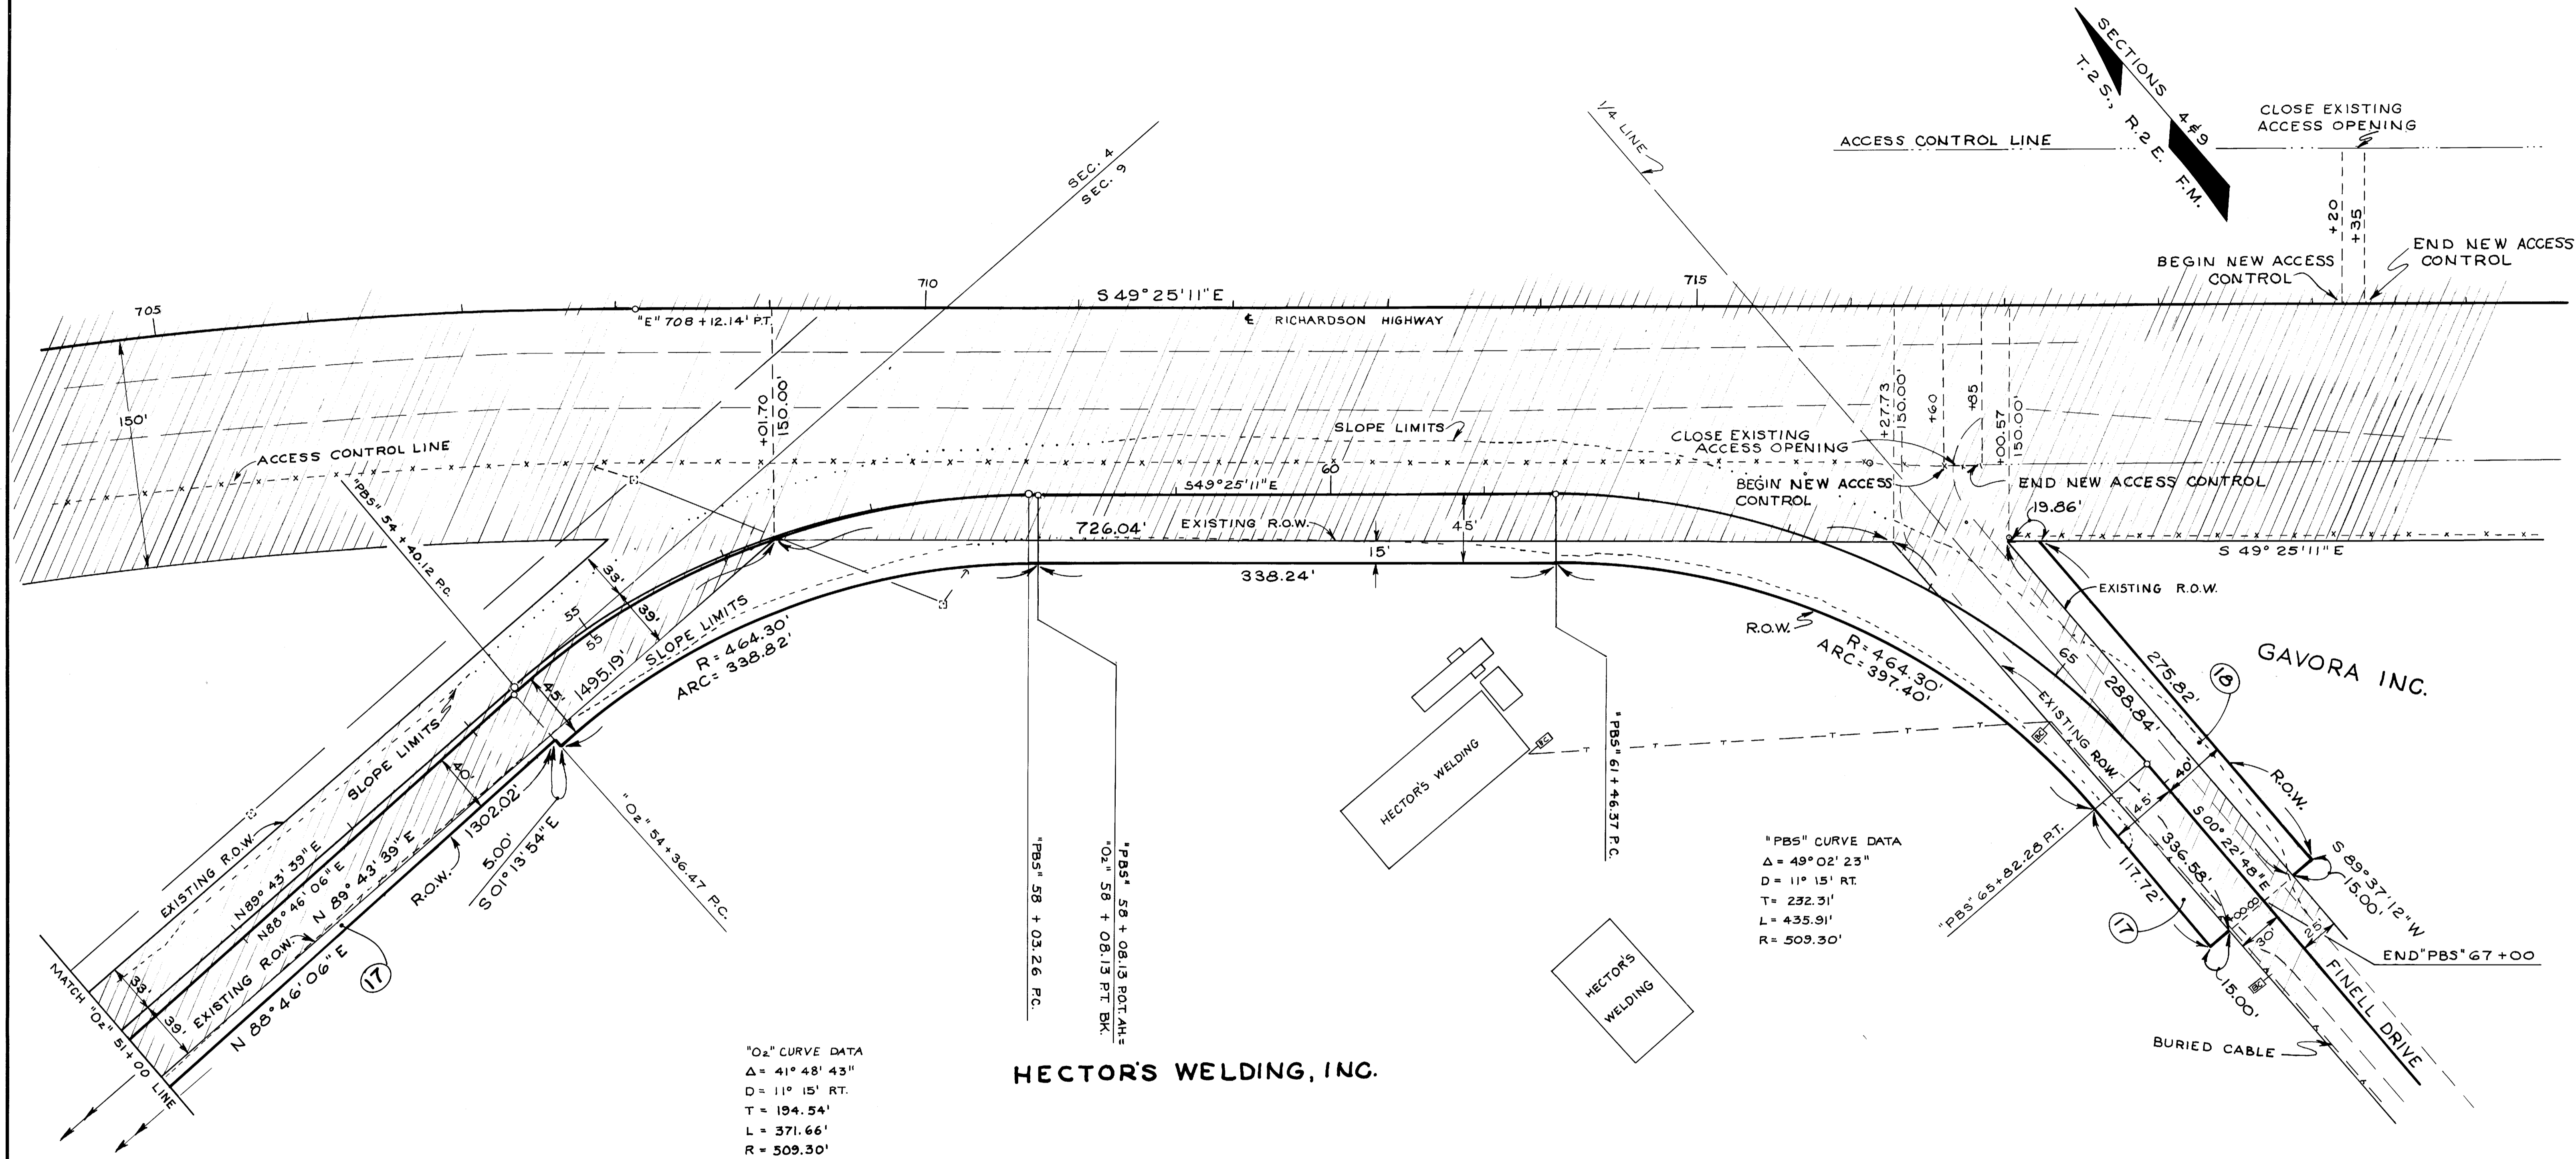 SECTIONS 4 & 9
T. 2 S., R. 2 E. F.M.
CLOSE EXISTING
ACCESS OPENING
ACCESS CONTROL LINE
1/4 LINE
SEC. 4
SEC. 9
+20
+35
BEGIN NEW ACCESS
CONTROL
END NEW ACCESS
CONTROL
705
710
715
S 49° 25' 11" E
"E" 708 + 12.14' P.T.
℄ RICHARDSON HIGHWAY
150'
ACCESS CONTROL LINE
+01.70
150.00'
SLOPE LIMITS
CLOSE EXISTING
ACCESS OPENING
+27.73
150.00'
+60
+85
+00.57
150.00'
BEGIN NEW ACCESS
CONTROL
END NEW ACCESS CONTROL
19.86'
S 49° 25' 11" E
"PBS" 54 + 40.12 P.C.
60
S49° 25' 11" E
726.04'
EXISTING R.O.W.
45'
15'
338.24'
33'
39'
55
55
SLOPE LIMITS
R = 464.30'
ARC = 338.82'
1495.19'
45'
SLOPE LIMITS
40'
1302.02'
R.O.W.
5.00'
S 01° 13' 54" E
"O2" 54 + 36.47 P.C.
EXISTING R.O.W.
N 89° 43' 39" E
N 88° 46' 06" E
N 89° 43' 39" E
EXISTING R.O.W.
N 88° 46' 06" E
17
33'
39'
MATCH "O2" 51+00 LINE
"PBS" 58 + 03.26 P.C.
"PBS" 58 + 08.13 P.O.T. AH.=
"O2" 58 + 08.13 P.T. BK.
"PBS" 61 + 46.37 P.C.
HECTOR'S WELDING
BC
T T T T T
BC
HECTOR'S
WELDING
R.O.W.
R = 464.30'
ARC = 397.40'
EXISTING R.O.W.
65
288.84'
275.82'
18
GAVORA INC.
EXISTING R.O.W.
R.O.W.
40'
45'
S 00° 22' 48" E
S 89° 37' 12" W
15.00'
336.58'
117.72'
"PBS" 65 + 82.28 P.T.
17
30'
25'
15.00'
BC
END "PBS" 67 + 00
FINELL DRIVE
BURIED CABLE
"PBS" CURVE DATA
Δ = 49° 02' 23"
D = 11° 15' RT.
T = 232.31'
L = 435.91'
R = 509.30'
"O2" CURVE DATA
Δ = 41° 48' 43"
D = 11° 15' RT.
T = 194.54'
L = 371.66'
R = 509.30'
HECTOR'S WELDING, INC.